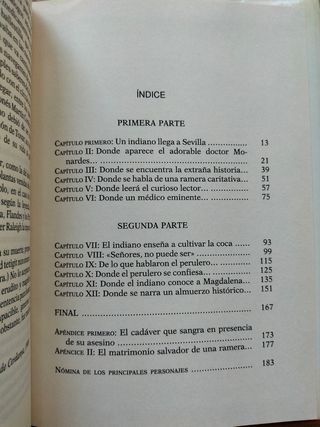 ÍNDICE
PRIMERA PARTE
CAPÍTULO PRIMERO: Un indiano llega a Sevilla .................. 13
CAPÍTULO II: Donde aparece el adorable doctor Mo-
nardes... ................................................ 21
CAPÍTULO III: Donde se encuentra la extraña historia... 39
CAPÍTULO IV: Donde se habla de una ramera caritativa. 51
CAPÍTULO V: Donde leerá el curioso lector... ............. 57
CAPÍTULO VI: Donde un médico eminente... ............. 75
SEGUNDA PARTE
CAPÍTULO VII: El indiano enseña a cultivar la coca ...... 93
CAPÍTULO VIII: «Señores, no puede ser» .................. 99
CAPÍTULO IX: De lo que hablaron el perulero... .......... 115
CAPÍTULO X: Donde el perulero se confiesa... ............ 125
CAPÍTULO XI: Donde el indiano conoce a Magdalena... 135
CAPÍTULO XII: Donde se narra un almuerzo histórico... 151
FINAL ...................................................... 167
APÉNDICE PRIMERO: El cadáver que sangra en presencia
de su asesino ............................................ 173
APÉNCICE II: El matrimonio salvador de una ramera... 177
NÓMINA DE LOS PRINCIPALES PERSONAJES .................. 183